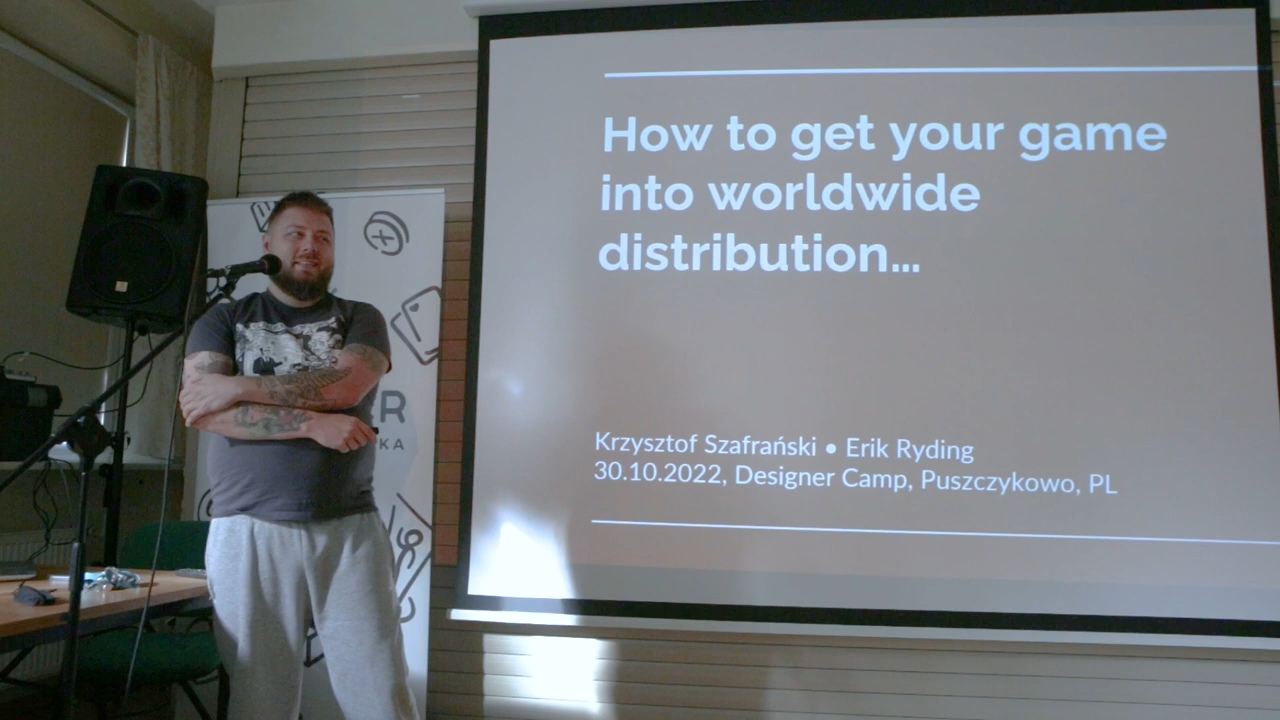 How to get your game
into worldwide
distribution...
Krzysztof Szafrański • Erik Ryding
30.10.2022, Designer Camp, Puszczykowo, PL